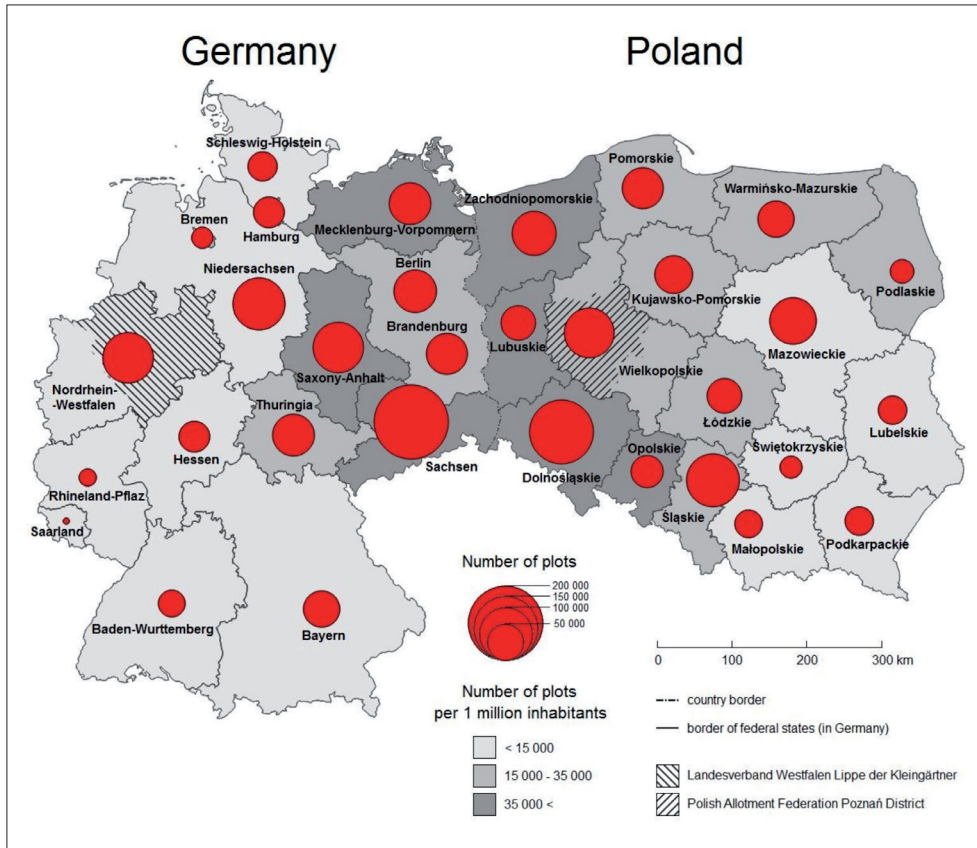 Germany
Poland
Schleswig-Holstein
Pomorskie
Warmińsko-Mazurskie
Zachodniopomorskie
Bremen
Hamburg
Mecklenburg-Vorpommern
Berlin
Niedersachsen
Podlaskie
Kujawsko-Pomorskie
Brandenburg
Lubuskie
Mazowieckie
Saxony-Anhalt
Wielkopolskie
Nordrhein-
-Westfalen
Thuringia
Łódzkie
Lubelskie
Hessen
Sachsen
Dolnośląskie
Opolskie
Świętokrzyskie
Rhineland-Pflaz
Śląskie
Saarland
Małopolskie
Podkarpackie
Baden-Wurttemberg
Bayern
Number of plots
200 000
150 000
100 000
50 000
0 100 200 300 km
Number of plots
per 1 million inhabitants
< 15 000
15 000 - 35 000
35 000 <
country border
border of federal states (in Germany)
Landesverband Westfalen Lippe der Kleingärtner
Polish Allotment Federation Poznań District